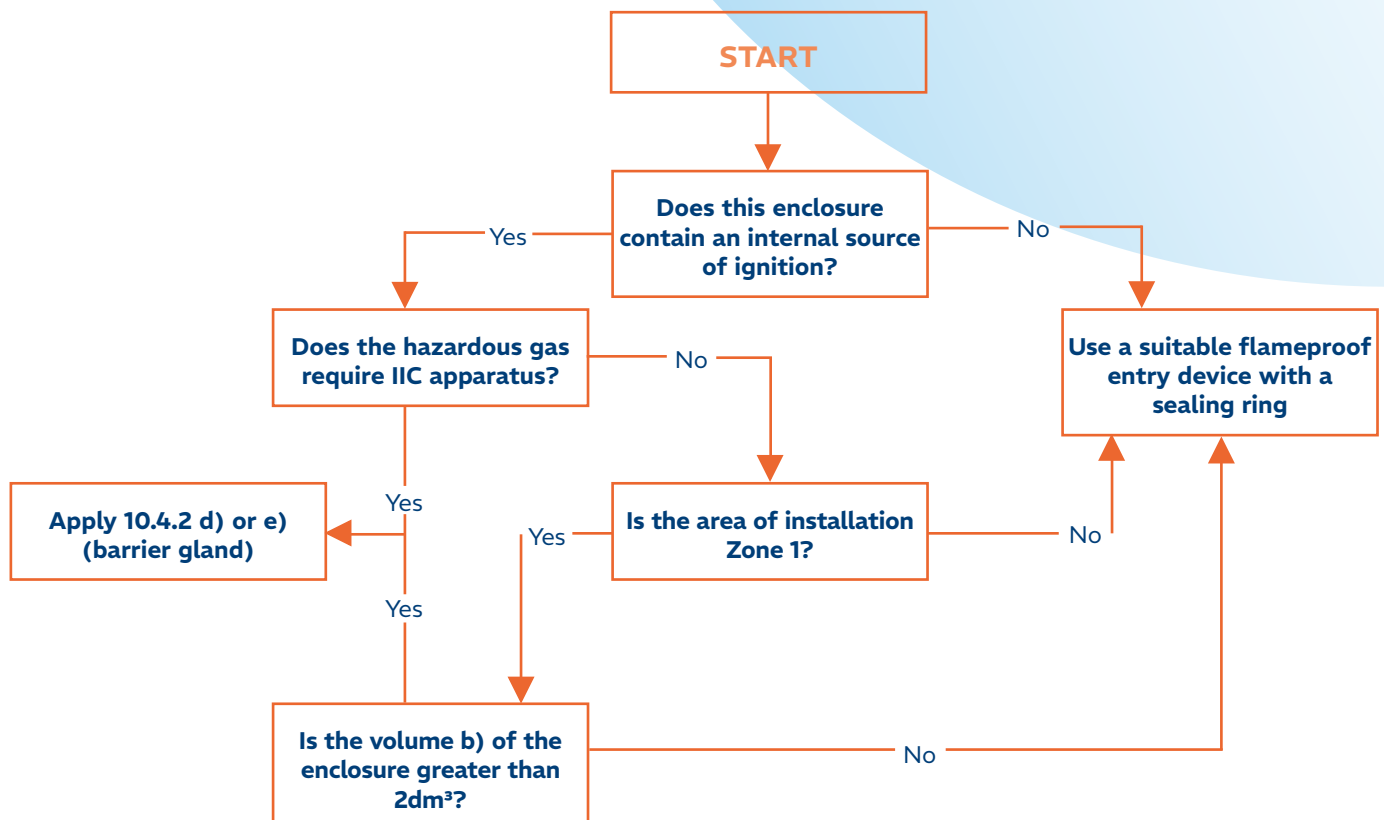 START
Does this enclosure
contain an internal source
of ignition?
Yes
No
Does the hazardous gas
require IIC apparatus?
No
Use a suitable flameproof
entry device with a
sealing ring
Yes
Apply 10.4.2 d) or e)
(barrier gland)
Is the area of installation
Zone 1?
Yes
No
Yes
Is the volume b) of the
enclosure greater than
2dm³?
No